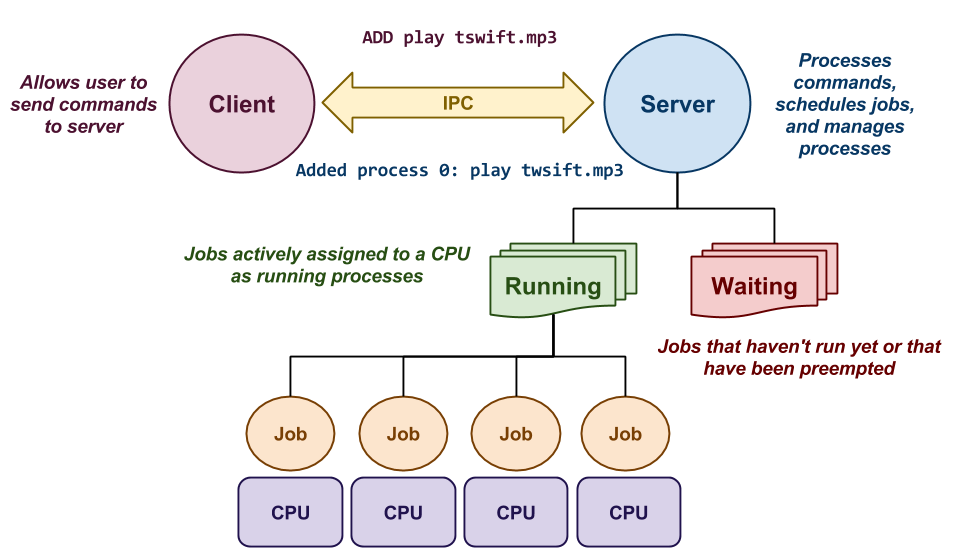 ADD play tswift.mp3
Allows user to
send commands
to server
Client
IPC
Server
Processes
commands,
schedules jobs,
and manages
processes
Added process 0: play twsift.mp3
Jobs actively assigned to a CPU
as running processes
Running
Waiting
Jobs that haven't run yet or that
have been preempted
Job
Job
Job
Job
CPU
CPU
CPU
CPU